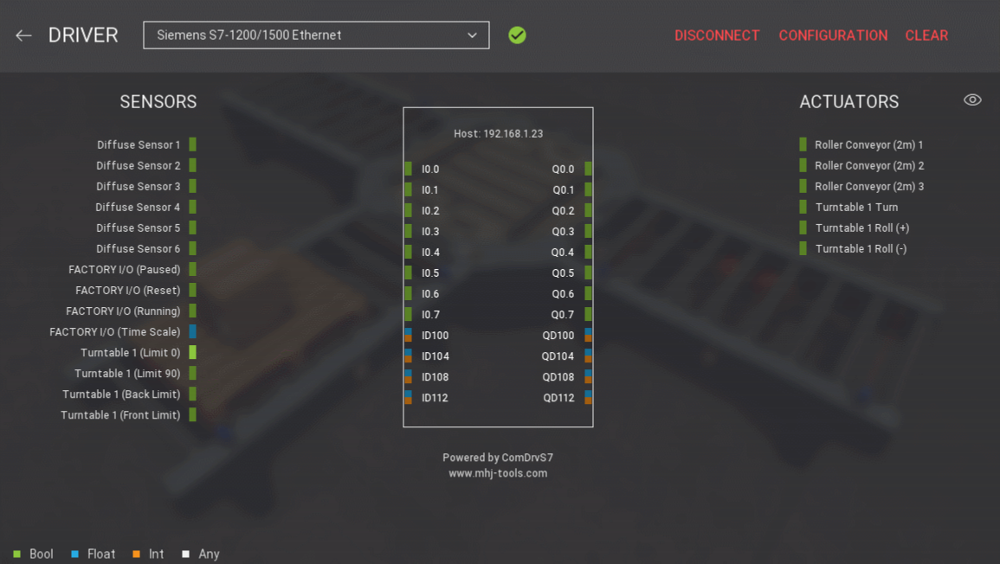 DRIVER
Siemens S7-1200/1500 Ethernet
DISCONNECT
CONFIGURATION
CLEAR
SENSORS
Diffuse Sensor 1
Diffuse Sensor 2
Diffuse Sensor 3
Diffuse Sensor 4
Diffuse Sensor 5
Diffuse Sensor 6
FACTORY I/O (Paused)
FACTORY I/O (Reset)
FACTORY I/O (Running)
FACTORY I/O (Time Scale)
Turntable 1 (Limit 0)
Turntable 1 (Limit 90)
Turntable 1 (Back Limit)
Turntable 1 (Front Limit)
Host: 192.168.1.23
I0.0 Q0.0
I0.1 Q0.1
I0.2 Q0.2
I0.3 Q0.3
I0.4 Q0.4
I0.5 Q0.5
I0.6 Q0.6
I0.7 Q0.7
ID100 QD100
ID104 QD104
ID108 QD108
ID112 QD112
Powered by ComDrvS7
www.mhj-tools.com
ACTUATORS
Roller Conveyor (2m) 1
Roller Conveyor (2m) 2
Roller Conveyor (2m) 3
Turntable 1 Turn
Turntable 1 Roll (+)
Turntable 1 Roll (-)
Bool Float Int Any